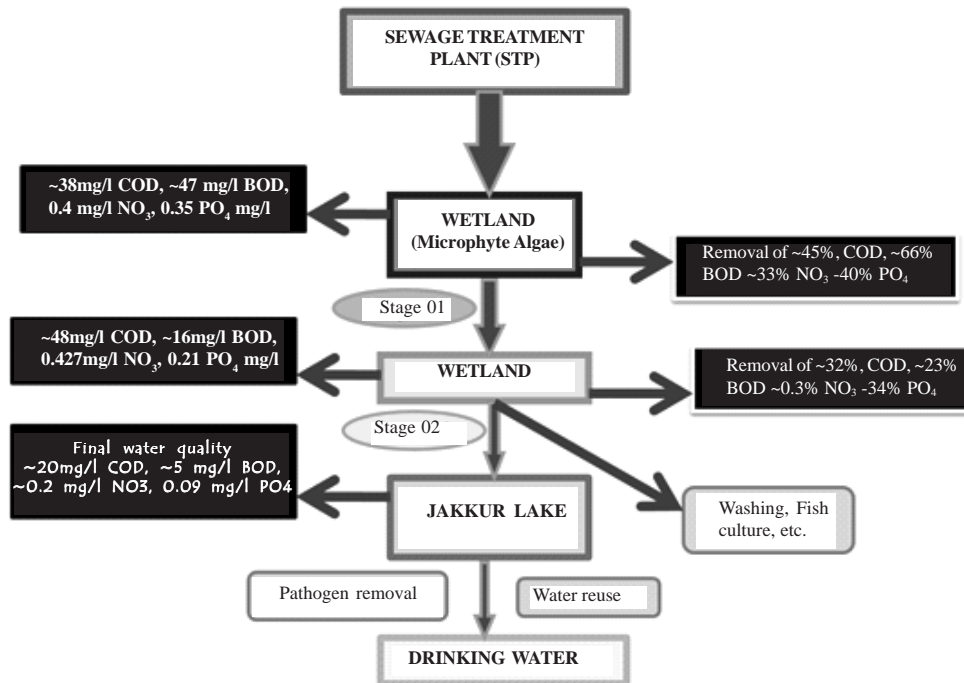 SEWAGE TREATMENT
PLANT (STP)
~38mg/l COD, ~47 mg/l BOD,
0.4 mg/l NO₃, 0.35 PO₄ mg/l
WETLAND
(Microphyte Algae)
Removal of ~45%, COD, ~66%
BOD ~33% NO₃ -40% PO₄
Stage 01
~48mg/l COD, ~16mg/l BOD,
0.427mg/l NO₃, 0.21 PO₄ mg/l
WETLAND
Removal of ~32%, COD, ~23%
BOD ~0.3% NO₃ -34% PO₄
Stage 02
Final water quality
~20mg/l COD, ~5 mg/l BOD,
~0.2 mg/l NO3, 0.09 mg/l PO4
JAKKUR LAKE
Washing, Fish
culture, etc.
Pathogen removal
Water reuse
DRINKING WATER